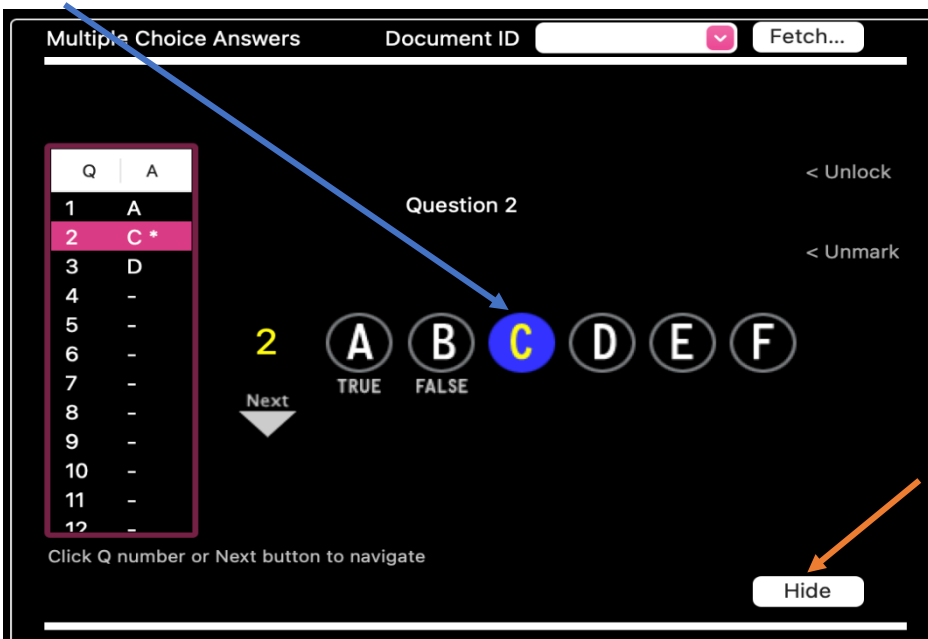 Multiple Choice Answers Document ID Fetch...
Q A
< Unlock
1 A
Question 2
2 C *
< Unmark
3 D
4 -
5 -
6 -
7 -
8 -
9 -
10 -
11 -
12 -
2 A B C D E F
TRUE FALSE
Next
Click Q number or Next button to navigate
Hide